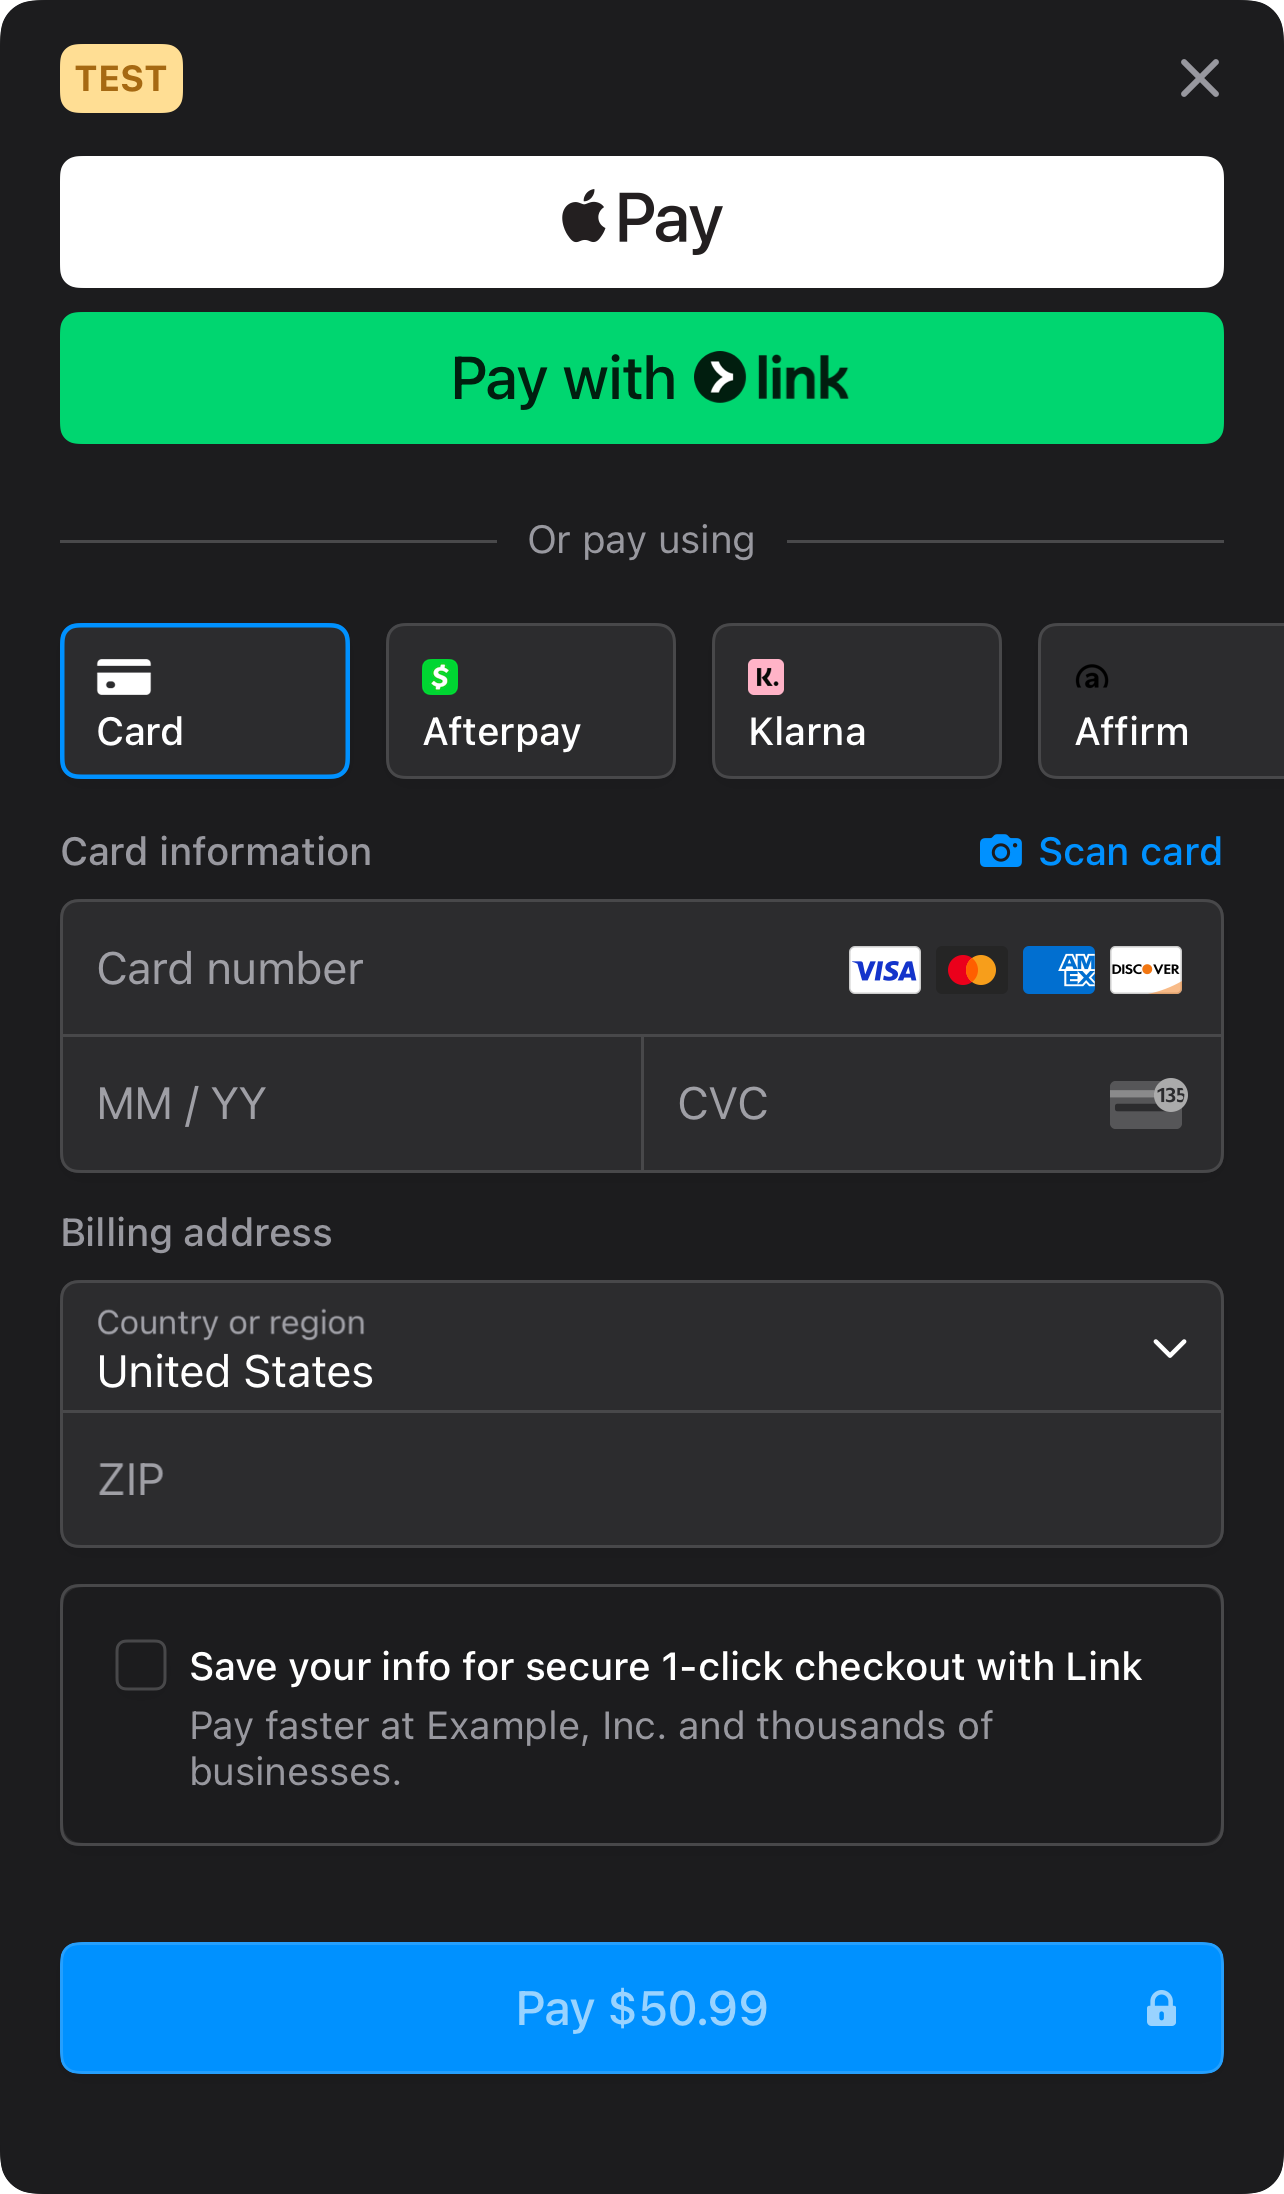 TEST
Pay
Pay with link
Or pay using
Card
Afterpay
Klarna
Affirm
Card information
Scan card
Card number
VISA
AM
EX
DISCOVER
MM / YY
CVC
135
Billing address
Country or region
United States
ZIP
Save your info for secure 1-click checkout with Link
Pay faster at Example, Inc. and thousands of
businesses.
Pay $50.99